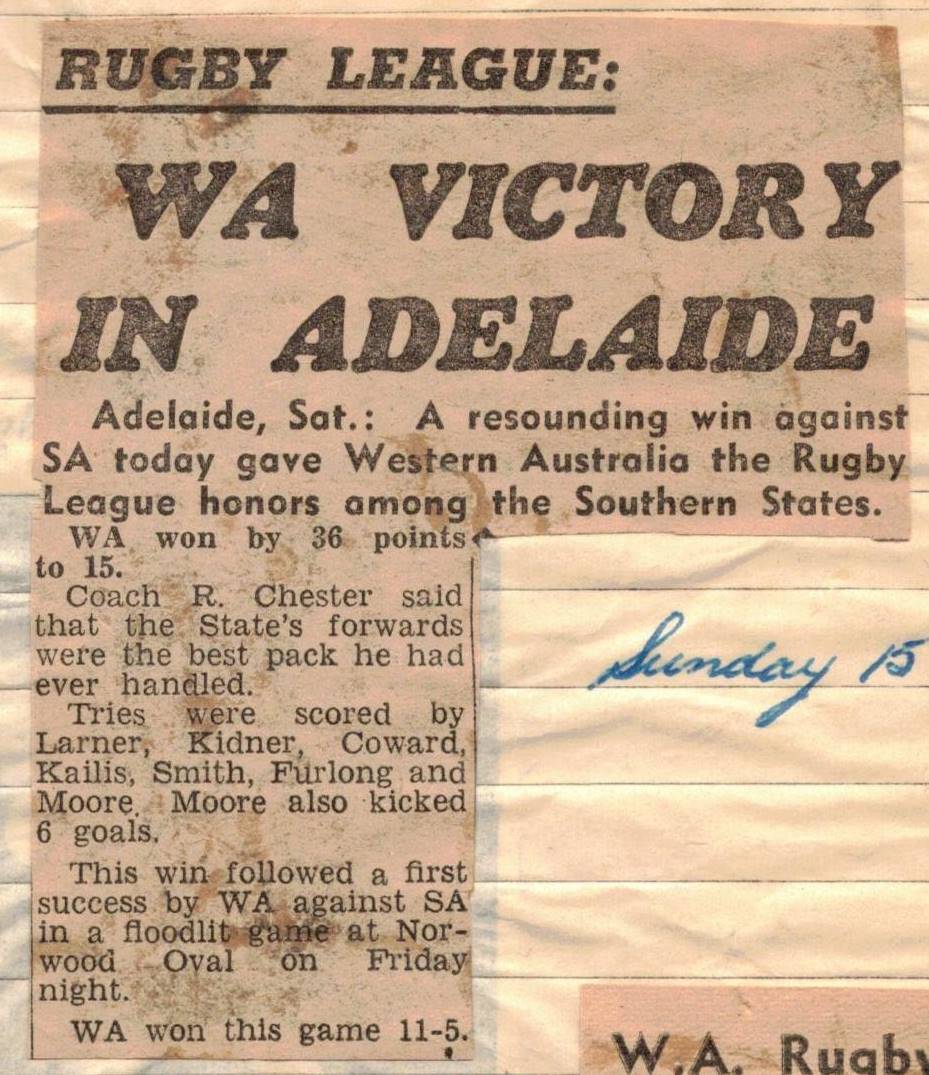 RUGBY LEAGUE:
WA VICTORY
IN ADELAIDE
Adelaide, Sat.: A resounding win against
SA today gave Western Australia the Rugby
League honors among the Southern States.
WA won by 36 points
to 15.
Coach R. Chester said
that the State's forwards
were the best pack he had
ever handled.
Tries were scored by
Larner, Kidner, Coward,
Kailis, Smith, Furlong and
Moore. Moore also kicked
6 goals.
This win followed a first
success by WA against SA
in a floodlit game at Nor-
wood Oval on Friday
night.
WA won this game 11-5.
Sunday 15
W.A. Rugby